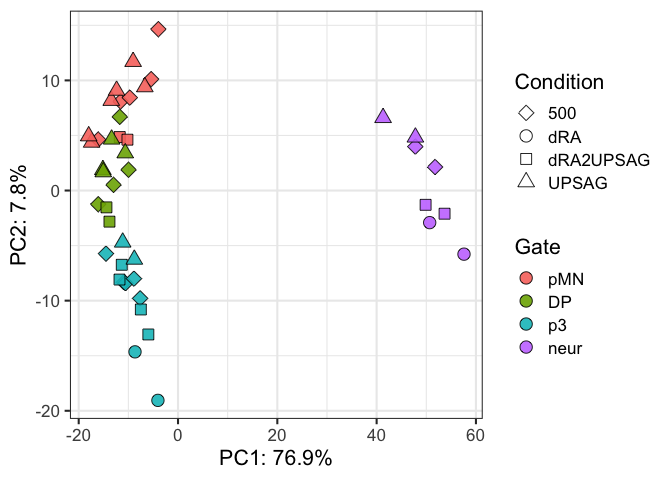 10
0
-10
-20
PC2: 7.8%
-20 0 20 40 60
PC1: 76.9%
Condition
500
dRA
dRA2UPSAG
UPSAG
Gate
pMN
DP
p3
neur